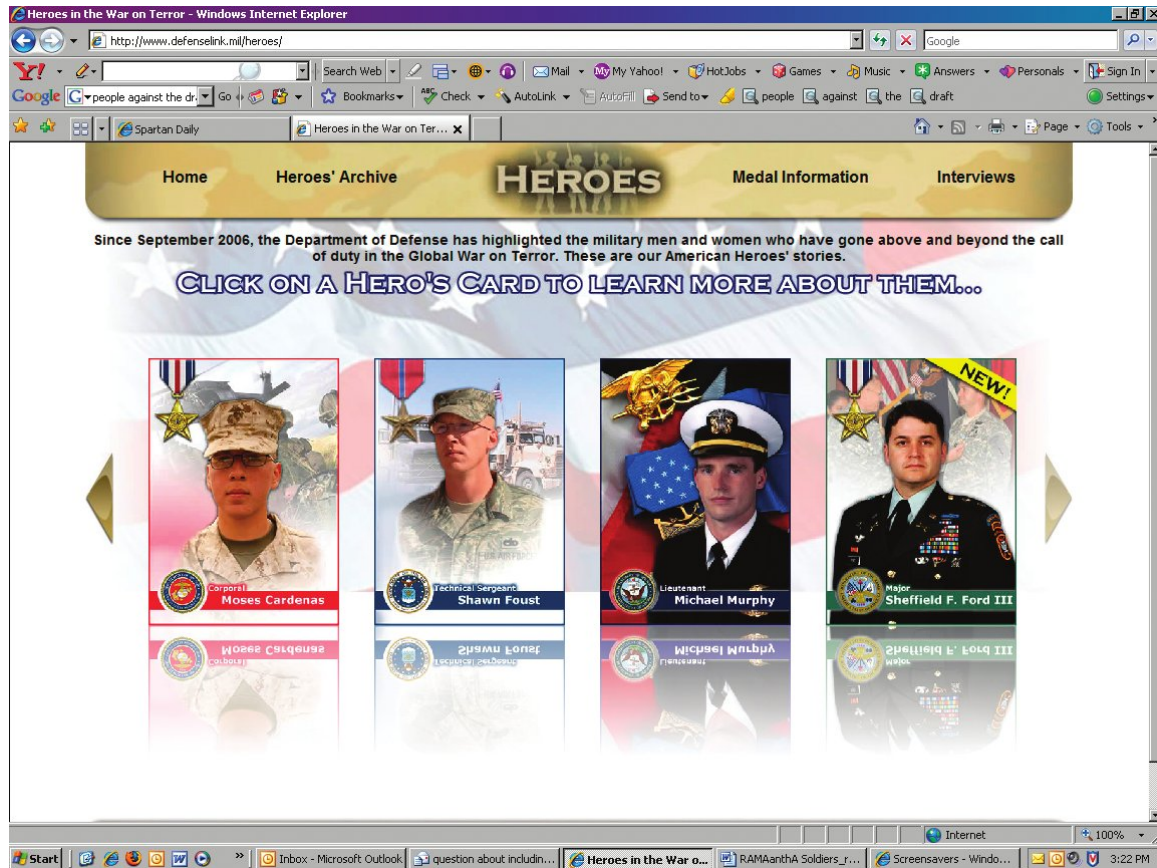 Heroes in the War on Terror - Windows Internet Explorer
http://www.defenselink.mil/heroes/
Google
Y! Search Web Mail My Yahoo! HotJobs Games Music Answers Personals Sign In
Google people against the dr. Go Bookmarks ABC Check AutoLink AutoFill Send to people against the draft Settings
Spartan Daily Heroes in the War on Ter... Page Tools
Home Heroes' Archive HEROES Medal Information Interviews
Since September 2006, the Department of Defense has highlighted the military men and women who have gone above and beyond the call
of duty in the Global War on Terror. These are our American Heroes' stories.
CLICK ON A HERO'S CARD TO LEARN MORE ABOUT THEM...
NEW!
Corporal
Moses Cardenas
Technical Sergeant
Shawn Foust
Lieutenant
Michael Murphy
Major
Sheffield F. Ford III
Internet 100%
Start Inbox - Microsoft Outlook question about includin... Heroes in the War o... RAMAanthA Soldiers_r... Screensavers - Windo... 3:22 PM